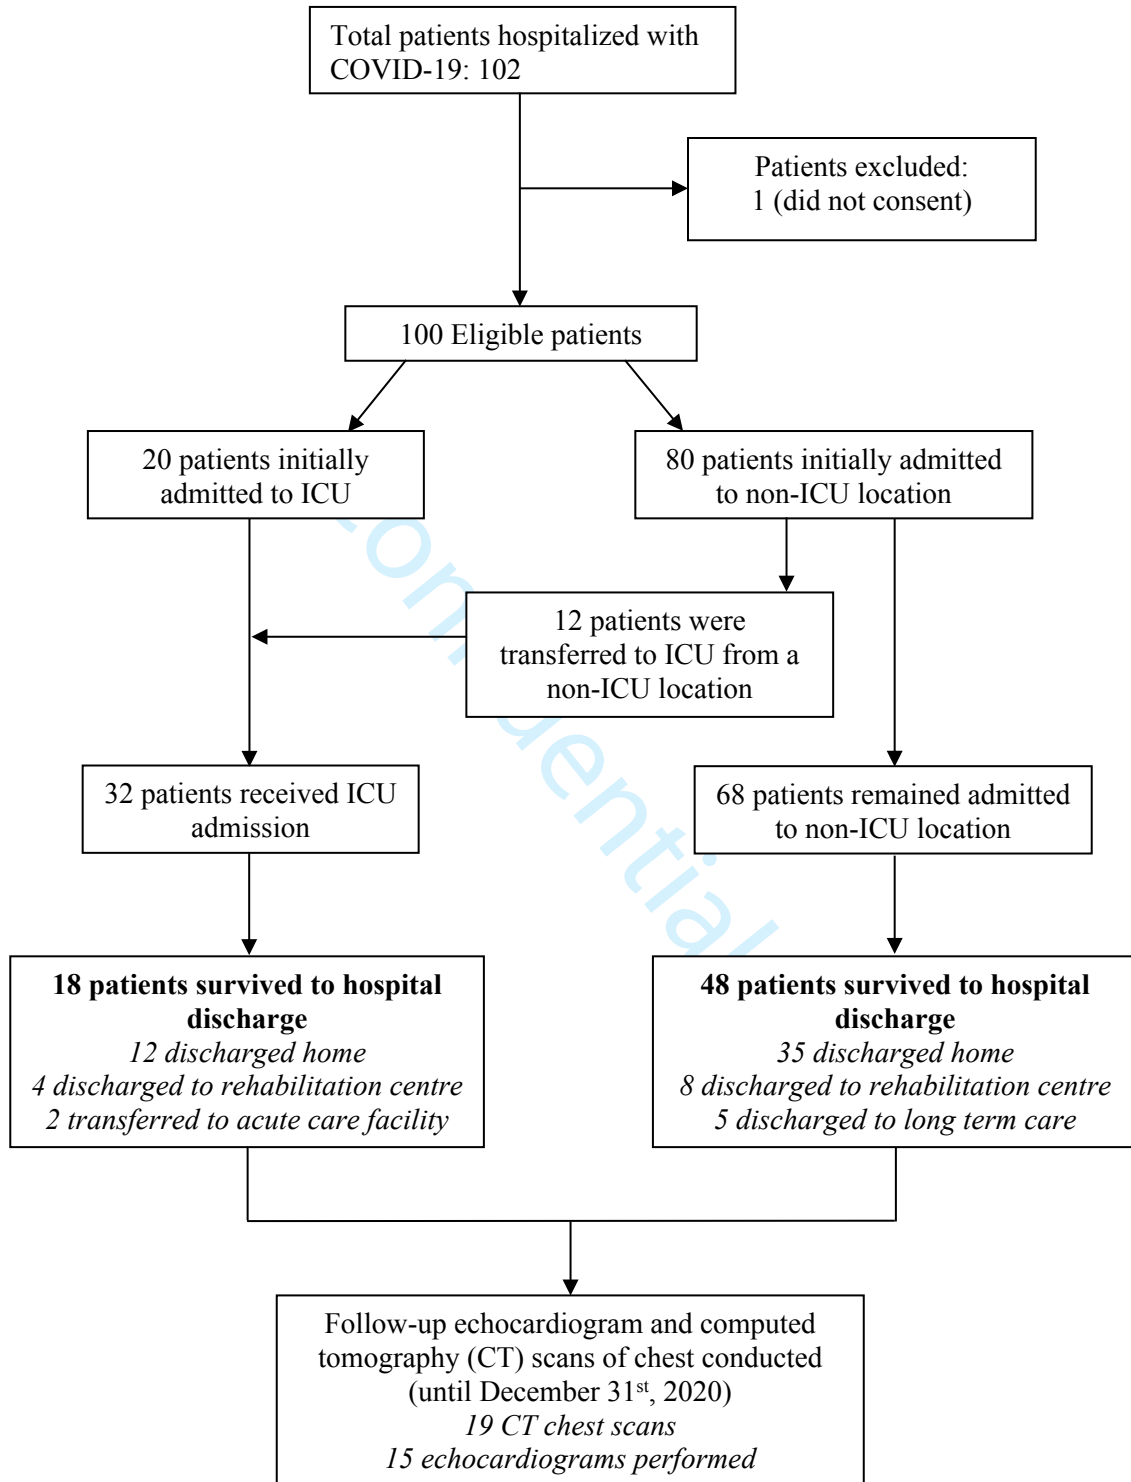 Total patients hospitalized with
COVID-19: 102
Patients excluded:
1 (did not consent)
100 Eligible patients
20 patients initially
admitted to ICU
80 patients initially admitted
to non-ICU location
12 patients were
transferred to ICU from a
non-ICU location
32 patients received ICU
admission
68 patients remained admitted
to non-ICU location
18 patients survived to hospital
discharge
12 discharged home
4 discharged to rehabilitation centre
2 transferred to acute care facility
48 patients survived to hospital
discharge
35 discharged home
8 discharged to rehabilitation centre
5 discharged to long term care
Follow-up echocardiogram and computed
tomography (CT) scans of chest conducted
(until December 31st, 2020)
19 CT chest scans
15 echocardiograms performed
Confidential